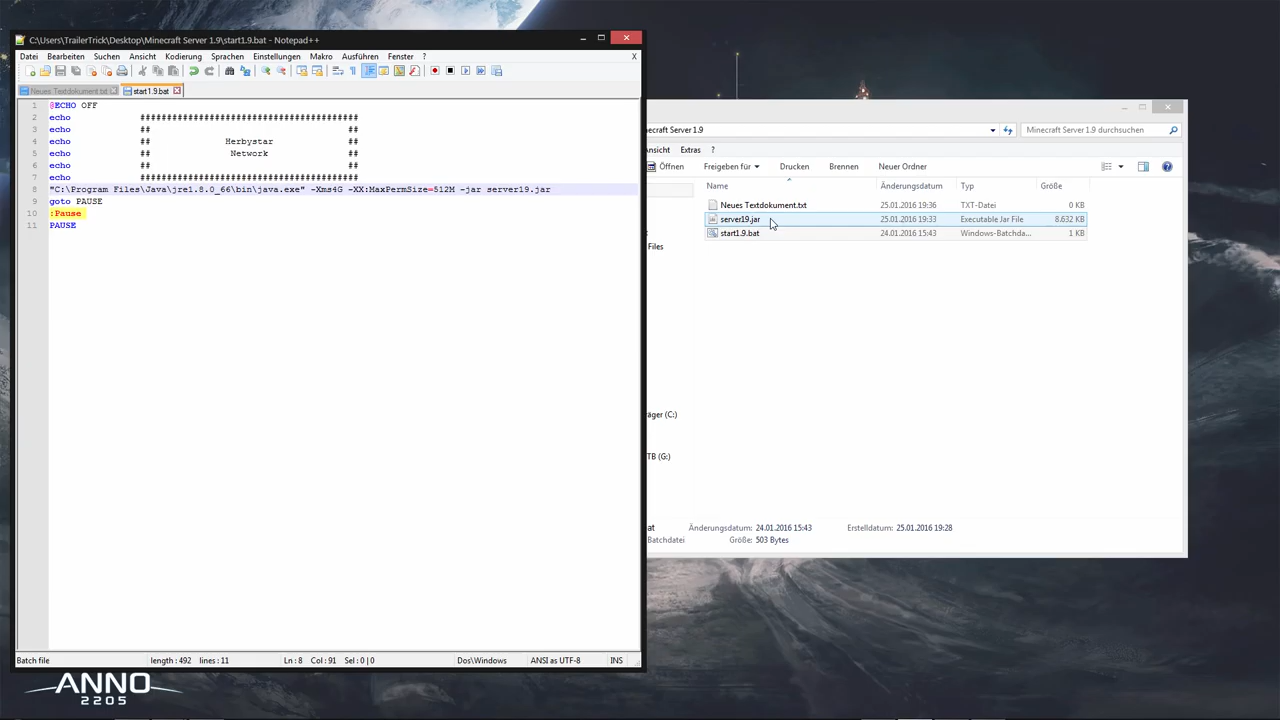 C:\Users\TrailerTrick\Desktop\Minecraft Server 1.9\start1.9.bat - Notepad++
Datei Bearbeiten Suchen Ansicht Kodierung Sprachen Einstellungen Makro Ausführen Fenster ? X
Neues Textdokument.txt start1.9.bat
1 @ECHO OFF
2 echo #########################################
3 echo ## ##
4 echo ## Herbystar ##
5 echo ## Network ##
6 echo ## ##
7 echo #########################################
8 "C:\Program Files\Java\jre1.8.0_66\bin\java.exe" -Xms4G -XX:MaxPermSize=512M -jar server19.jar
9 goto PAUSE
10 :Pause
11 PAUSE
Batch file length : 492 lines : 11 Ln : 8 Col : 91 Sel : 0 | 0 Dos\Windows ANSI as UTF-8 INS
ecraft Server 1.9 Minecraft Server 1.9 durchsuchen
nsicht Extras ?
Öffnen Freigeben für Drucken Brennen Neuer Ordner
Name Änderungsdatum Typ Größe
Neues Textdokument.txt 25.01.2016 19:36 TXT-Datei 0 KB
server19.jar 25.01.2016 19:33 Executable Jar File 8.632 KB
start1.9.bat 24.01.2016 15:43 Windows-Batchda... 1 KB
Files
räger (C:)
TB (G:)
at Änderungsdatum: 24.01.2016 15:43 Erstelldatum: 25.01.2016 19:28
Batchdatei Größe: 503 Bytes
ANNO
2205